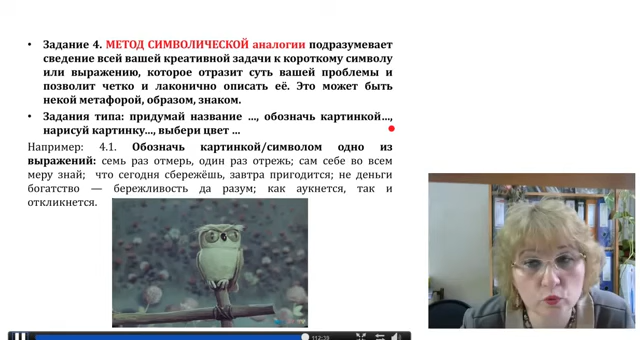 • Задание 4. МЕТОД СИМВОЛИЧЕСКОЙ аналогии подразумевает
сведение всей вашей креативной задачи к короткому символу
или выражению, которое отразит суть вашей проблемы и
позволит четко и лаконично описать её. Это может быть
некой метафорой, образом, знаком.
• Задания типа: придумай название ..., обозначь картинкой...,
нарисуй картинку..., выбери цвет ...
Например: 4.1. Обозначь картинкой/символом одно из
выражений: семь раз отмерь, один раз отрежь; сам себе во всем
меру знай; что сегодня сбережёшь, завтра пригодится; не деньги
богатство — бережливость да разум; как аукнется, так и
откликнется.